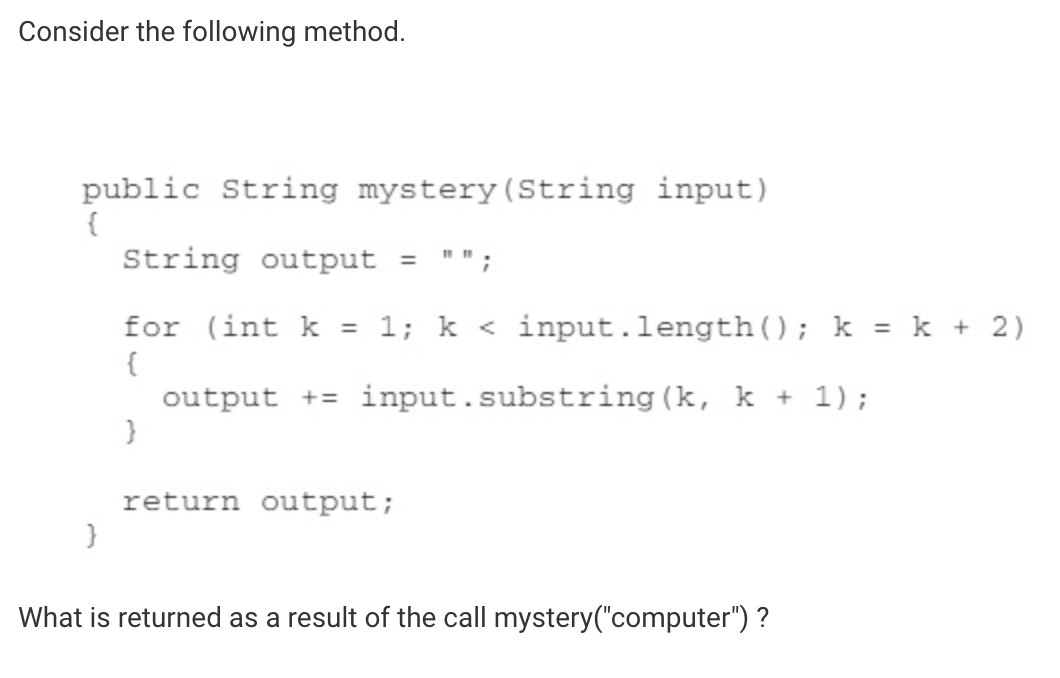 Consider the following method.
public String mystery(String input)
{
String output = "";
for (int k = 1; k < input.length(); k = k + 2)
{
output += input.substring(k, k + 1);
}
return output;
}
What is returned as a result of the call mystery("computer") ?